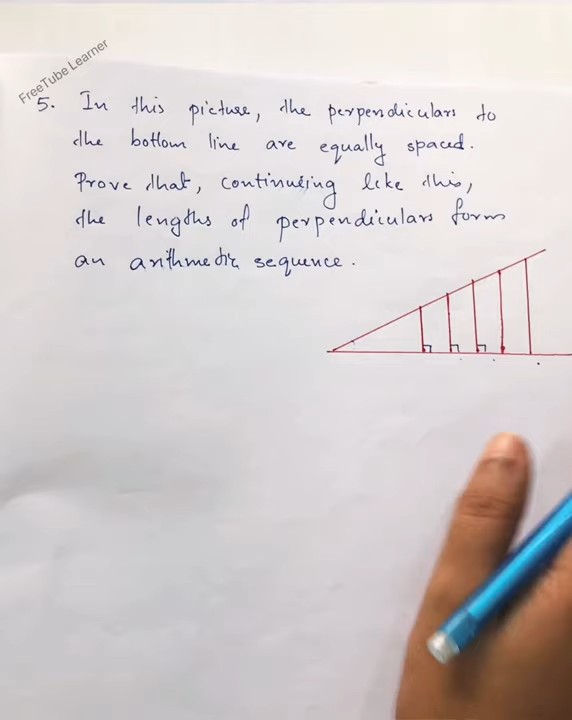 FreeTube Learner
5. In this picture, the perpendiculars to
the bottom line are equally spaced.
Prove that, continuing like this,
the lengths of perpendiculars forms
an arithmetic sequence.